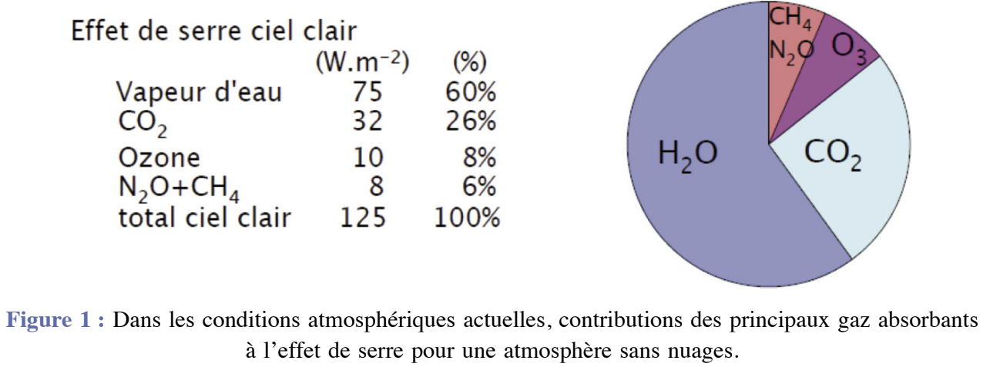 Effet de serre ciel clair
(W.m⁻²) (%)
Vapeur d'eau 75 60%
CO₂ 32 26%
Ozone 10 8%
N₂O+CH₄ 8 6%
total ciel clair 125 100%
CH₄
N₂O
O₃
H₂O
CO₂
Figure 1 : Dans les conditions atmosphériques actuelles, contributions des principaux gaz absorbants
à l’effet de serre pour une atmosphère sans nuages.